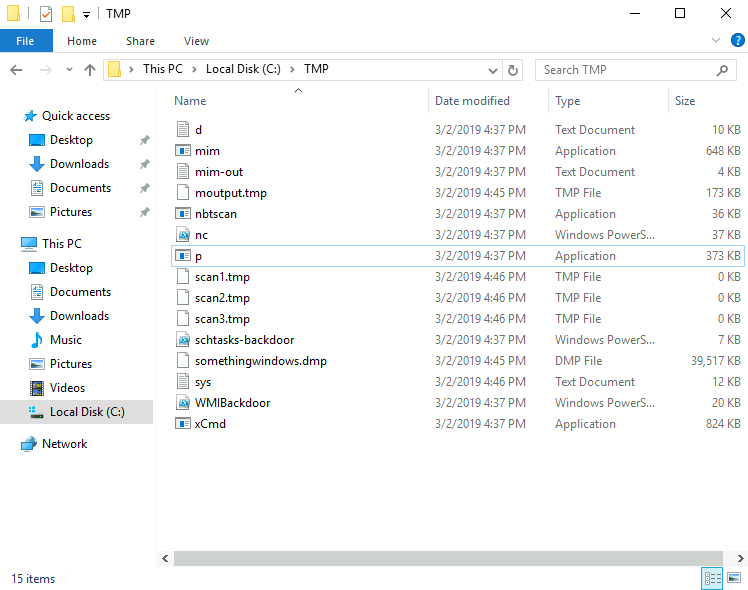 TMP
File Home Share View
This PC Local Disk (C:) TMP Search TMP
Name Date modified Type Size
Quick access
Desktop
Downloads
Documents
Pictures
This PC
Desktop
Documents
Downloads
Music
Pictures
Videos
Local Disk (C:)
Network
d 3/2/2019 4:37 PM Text Document 10 KB
mim 3/2/2019 4:37 PM Application 648 KB
mim-out 3/2/2019 4:37 PM Text Document 4 KB
moutput.tmp 3/2/2019 4:45 PM TMP File 173 KB
nbtscan 3/2/2019 4:37 PM Application 36 KB
nc 3/2/2019 4:37 PM Windows PowerS... 37 KB
p 3/2/2019 4:37 PM Application 373 KB
scan1.tmp 3/2/2019 4:46 PM TMP File 0 KB
scan2.tmp 3/2/2019 4:46 PM TMP File 0 KB
scan3.tmp 3/2/2019 4:46 PM TMP File 0 KB
schtasks-backdoor 3/2/2019 4:37 PM Windows PowerS... 7 KB
somethingwindows.dmp 3/2/2019 4:45 PM DMP File 39,517 KB
sys 3/2/2019 4:46 PM Text Document 12 KB
WMIBackdoor 3/2/2019 4:37 PM Windows PowerS... 20 KB
xCmd 3/2/2019 4:37 PM Application 824 KB
15 items